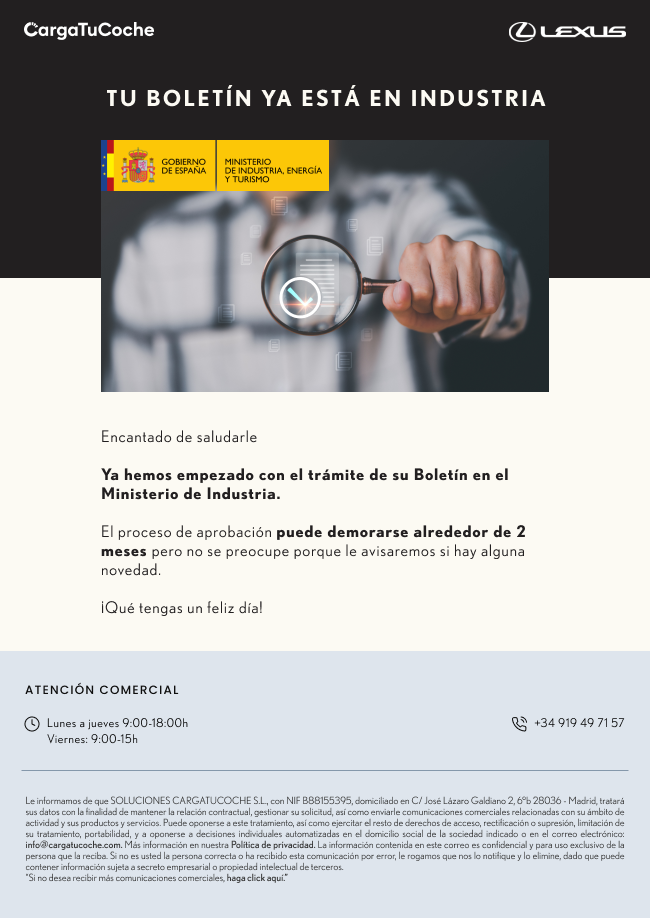 CargaTuCoche
LEXUS
TU BOLETÍN YA ESTÁ EN INDUSTRIA
GOBIERNO
DE ESPAÑA
MINISTERIO
DE INDUSTRIA, ENERGÍA
Y TURISMO
Encantado de saludarle
Ya hemos empezado con el trámite de su Boletín en el
Ministerio de Industria.
El proceso de aprobación puede demorarse alrededor de 2
meses pero no se preocupe porque le avisaremos si hay alguna
novedad.
¡Qué tengas un feliz día!
ATENCIÓN COMERCIAL
Lunes a jueves 9:00-18:00h
Viernes: 9:00-15h
+34 919 49 71 57
Le informamos de que SOLUCIONES CARGATUCOCHE S.L., con NIF B88155395, domiciliado en C/ José Lázaro Galdiano 2, 6ºb 28036 - Madrid, tratará
sus datos con la finalidad de mantener la relación contractual, gestionar su solicitud, así como enviarle comunicaciones comerciales relacionadas con su ámbito de
actividad y sus productos y servicios. Puede oponerse a este tratamiento, así como ejercitar el resto de derechos de acceso, rectificación o supresión, limitación de
su tratamiento, portabilidad, y a oponerse a decisiones individuales automatizadas en el domicilio social de la sociedad indicado o en el correo electrónico:
info@cargatucoche.com. Más información en nuestra Política de privacidad. La información contenida en este correo es confidencial y para uso exclusivo de la
persona que la reciba. Si no es usted la persona correcta o ha recibido esta comunicación por error, le rogamos que nos lo notifique y lo elimine, dado que puede
contener información sujeta a secreto empresarial o propiedad intelectual de terceros.
"Si no desea recibir más comunicaciones comerciales, haga click aquí."